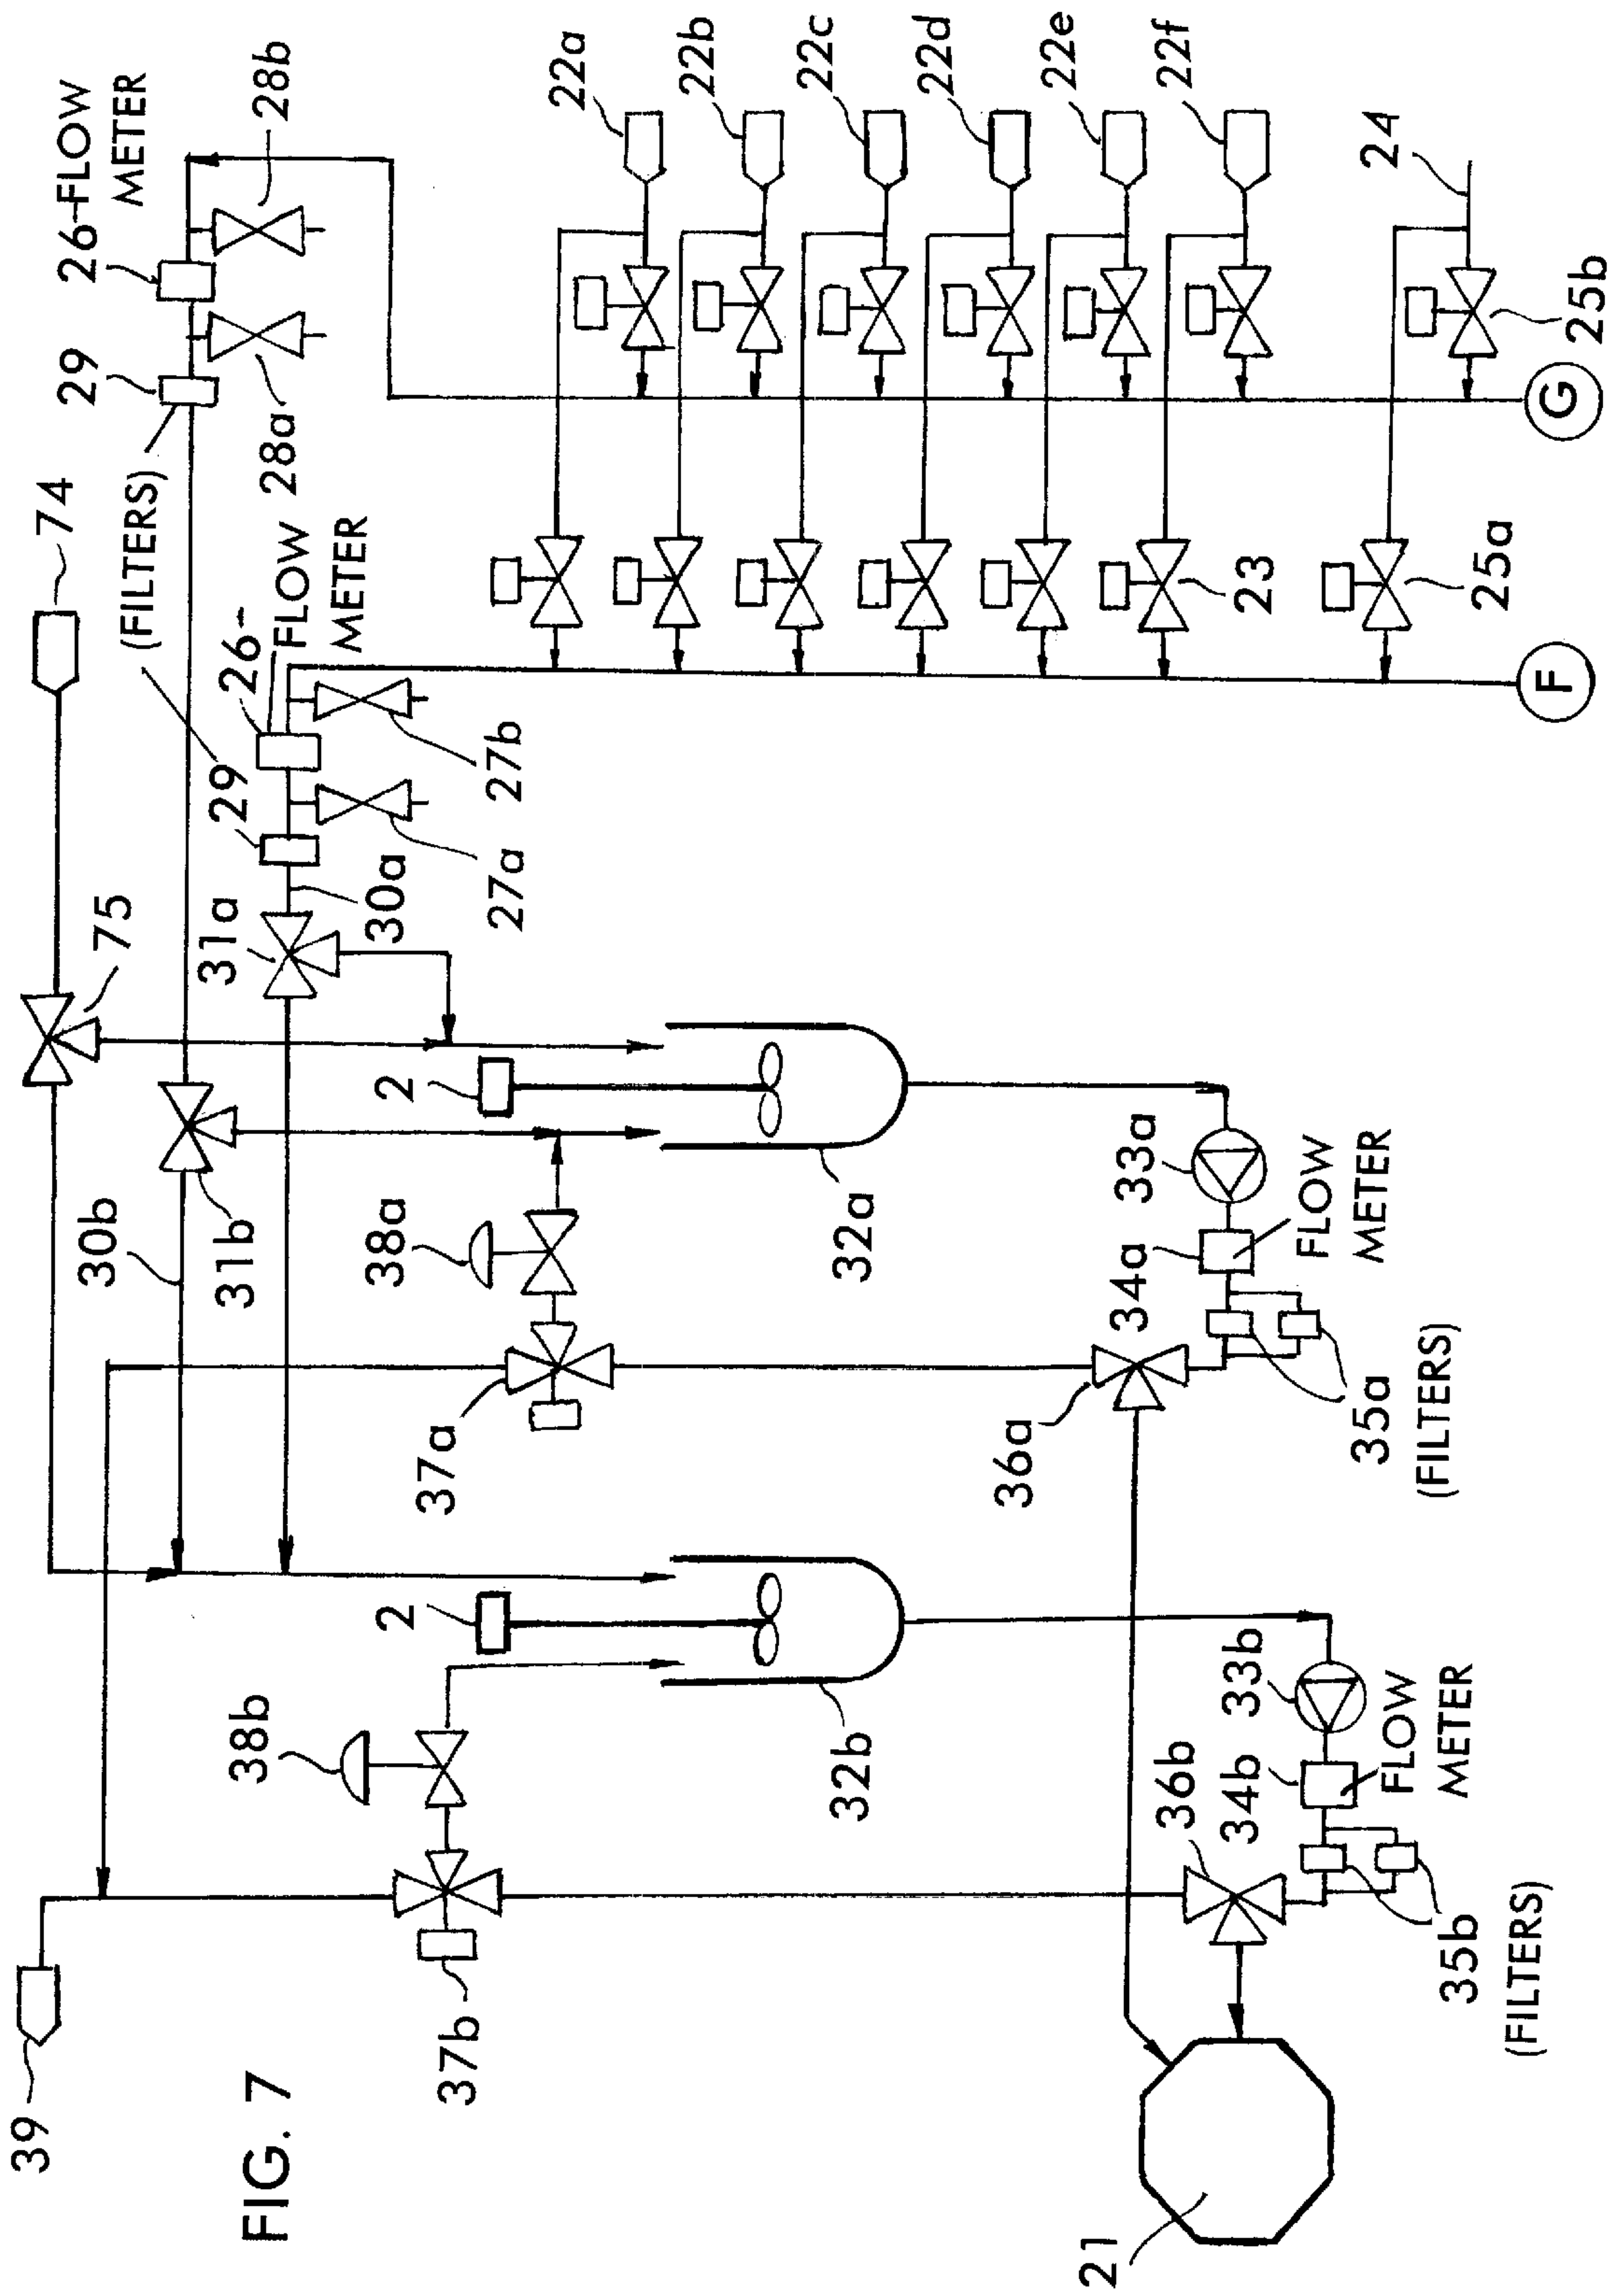 FIG. 7
39
37b
38b
2
32b
36b
34b
33b
FLOW
METER
35b
(FILTERS)
21
30b
31b
37a
38a
2
32a
36a
34a
33a
FLOW
METER
35a
(FILTERS)
74
75
31a
30a
29
26-
FLOW
METER
27a
27b
(FILTERS)
29
26-FLOW
METER
28a
28b
22a
22b
22c
22d
22e
22f
23
24
25a
25b
F
G